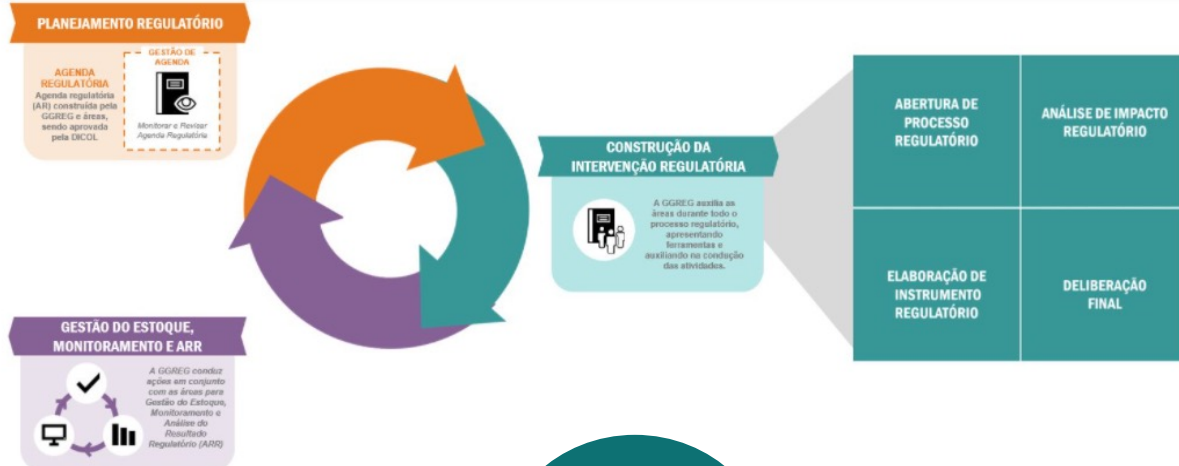 PLANEJAMENTO REGULATÓRIO
AGENDA
REGULATÓRIA
Agenda regulatória
(AR) construída pela
GGREG e áreas,
sendo aprovada
pela DICOL
GESTÃO DE
AGENDA
Monitorar e Revisar
Agenda Regulatória
CONSTRUÇÃO DA
INTERVENÇÃO REGULATÓRIA
A GGREG auxilia as
áreas durante todo o
processo regulatório,
apresentando
ferramentas e
auxiliando na condução
das atividades.
ABERTURA DE
PROCESSO
REGULATÓRIO
ANÁLISE DE IMPACTO
REGULATÓRIO
ELABORAÇÃO DE
INSTRUMENTO
REGULATÓRIO
DELIBERAÇÃO
FINAL
GESTÃO DO ESTOQUE,
MONITORAMENTO E ARR
A GGREG conduz
ações em conjunto
com as áreas para
Gestão do Estoque,
Monitoramento e
Análise do
Resultado
Regulatório (ARR)